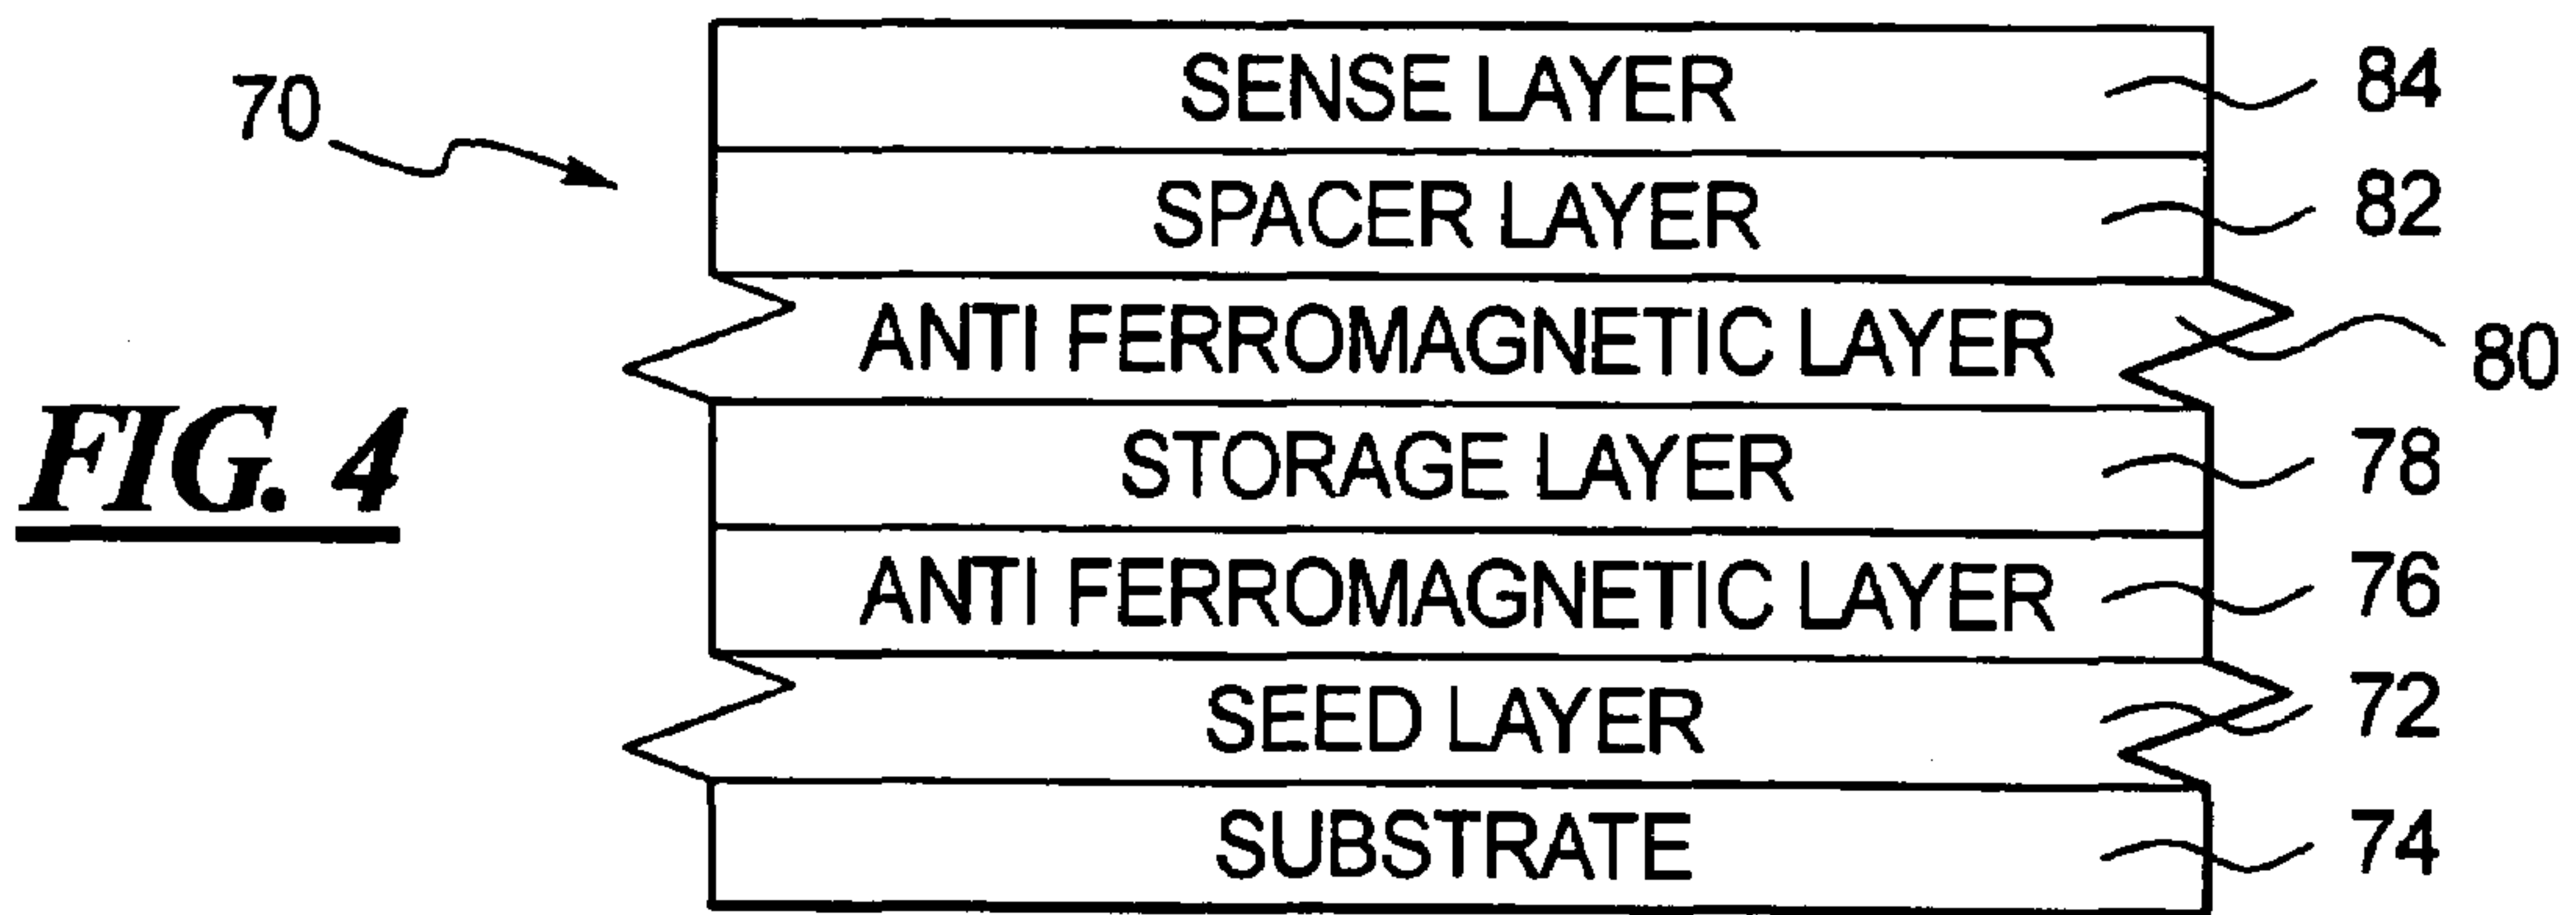 SENSE LAYER 84
70
SPACER LAYER 82
ANTI FERROMAGNETIC LAYER 80
FIG. 4
STORAGE LAYER 78
ANTI FERROMAGNETIC LAYER 76
SEED LAYER 72
SUBSTRATE 74